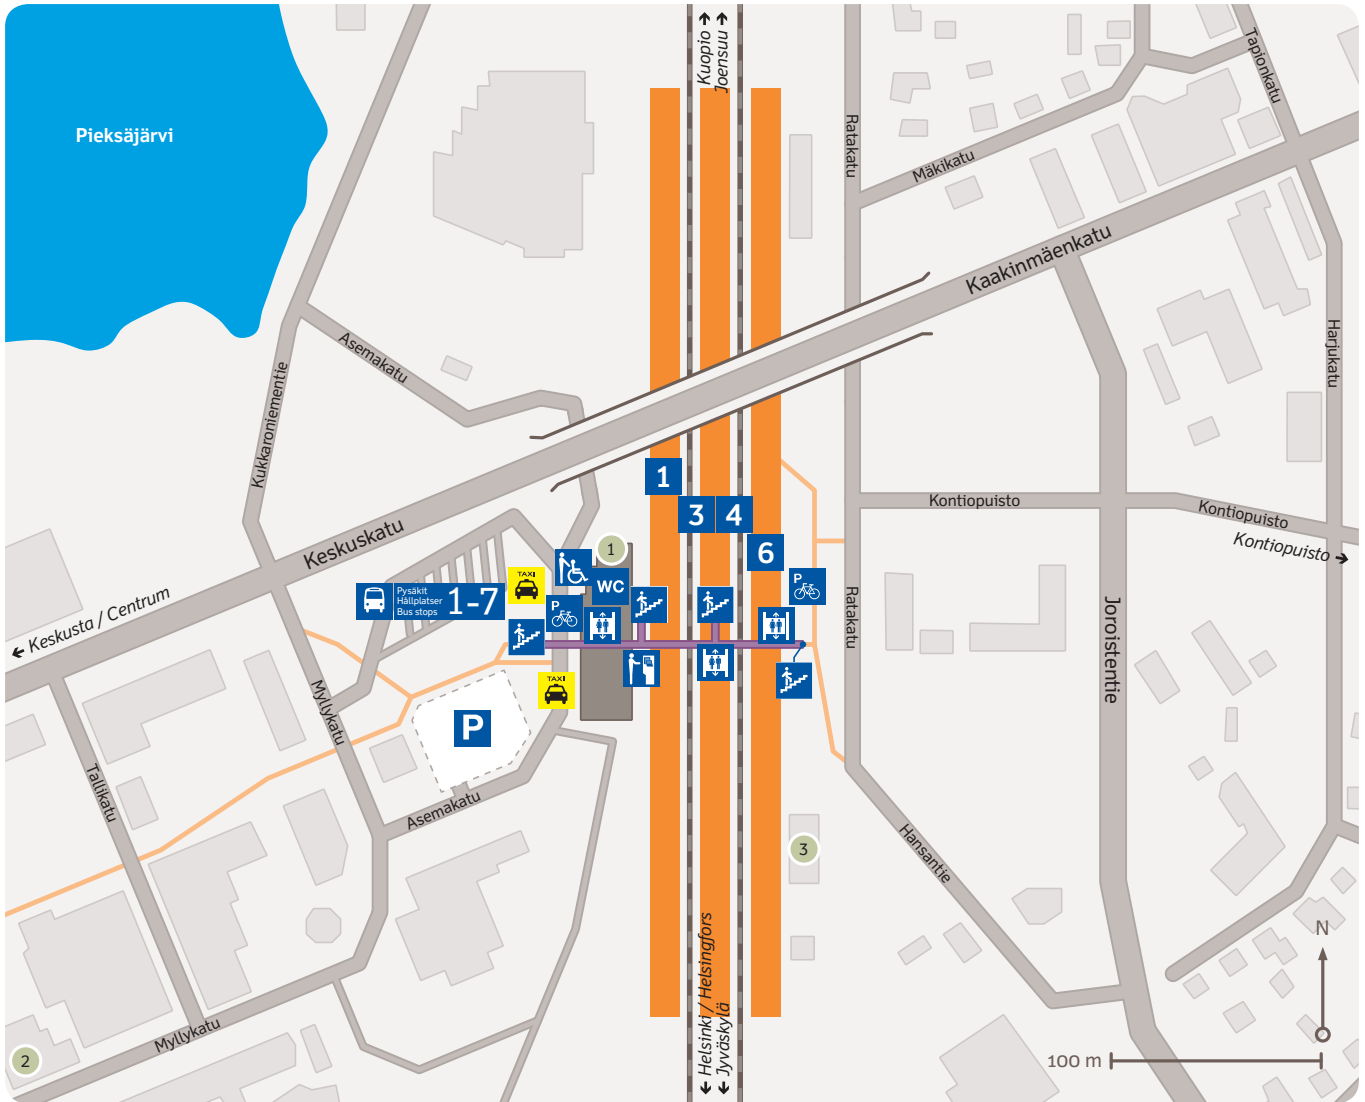 Kuopio →
Joensuu →
Pieksäjärvi
Ratakatu
Tapionkatu
Mäkikatu
Kaakinmäenkatu
Asemakatu
Kukkaroniementie
Harjukatu
1
3 4
6
Kontiopuisto
Kontiopuisto
Kontiopuisto →
Keskuskatu
← Keskusta / Centrum
Pysäkit
Hållplatser
Bus stops
1-7
TAXI
1
WC
P
P
Ratakatu
Joroistentie
TAXI
P
Myllykatu
Tallikatu
Asemakatu
3
Hansantie
← Helsinki / Helsingfors
← Jyväskylä
N
100 m
Myllykatu
2